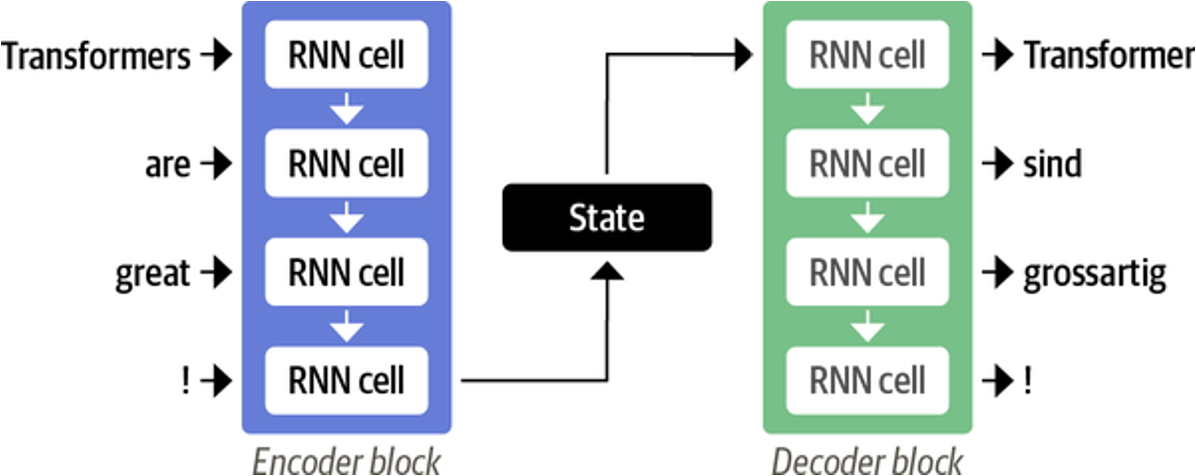 Transformers
RNN cell
RNN cell
Transformer
are
RNN cell
RNN cell
sind
State
great
RNN cell
RNN cell
grossartig
!
RNN cell
RNN cell
!
Encoder block
Decoder block